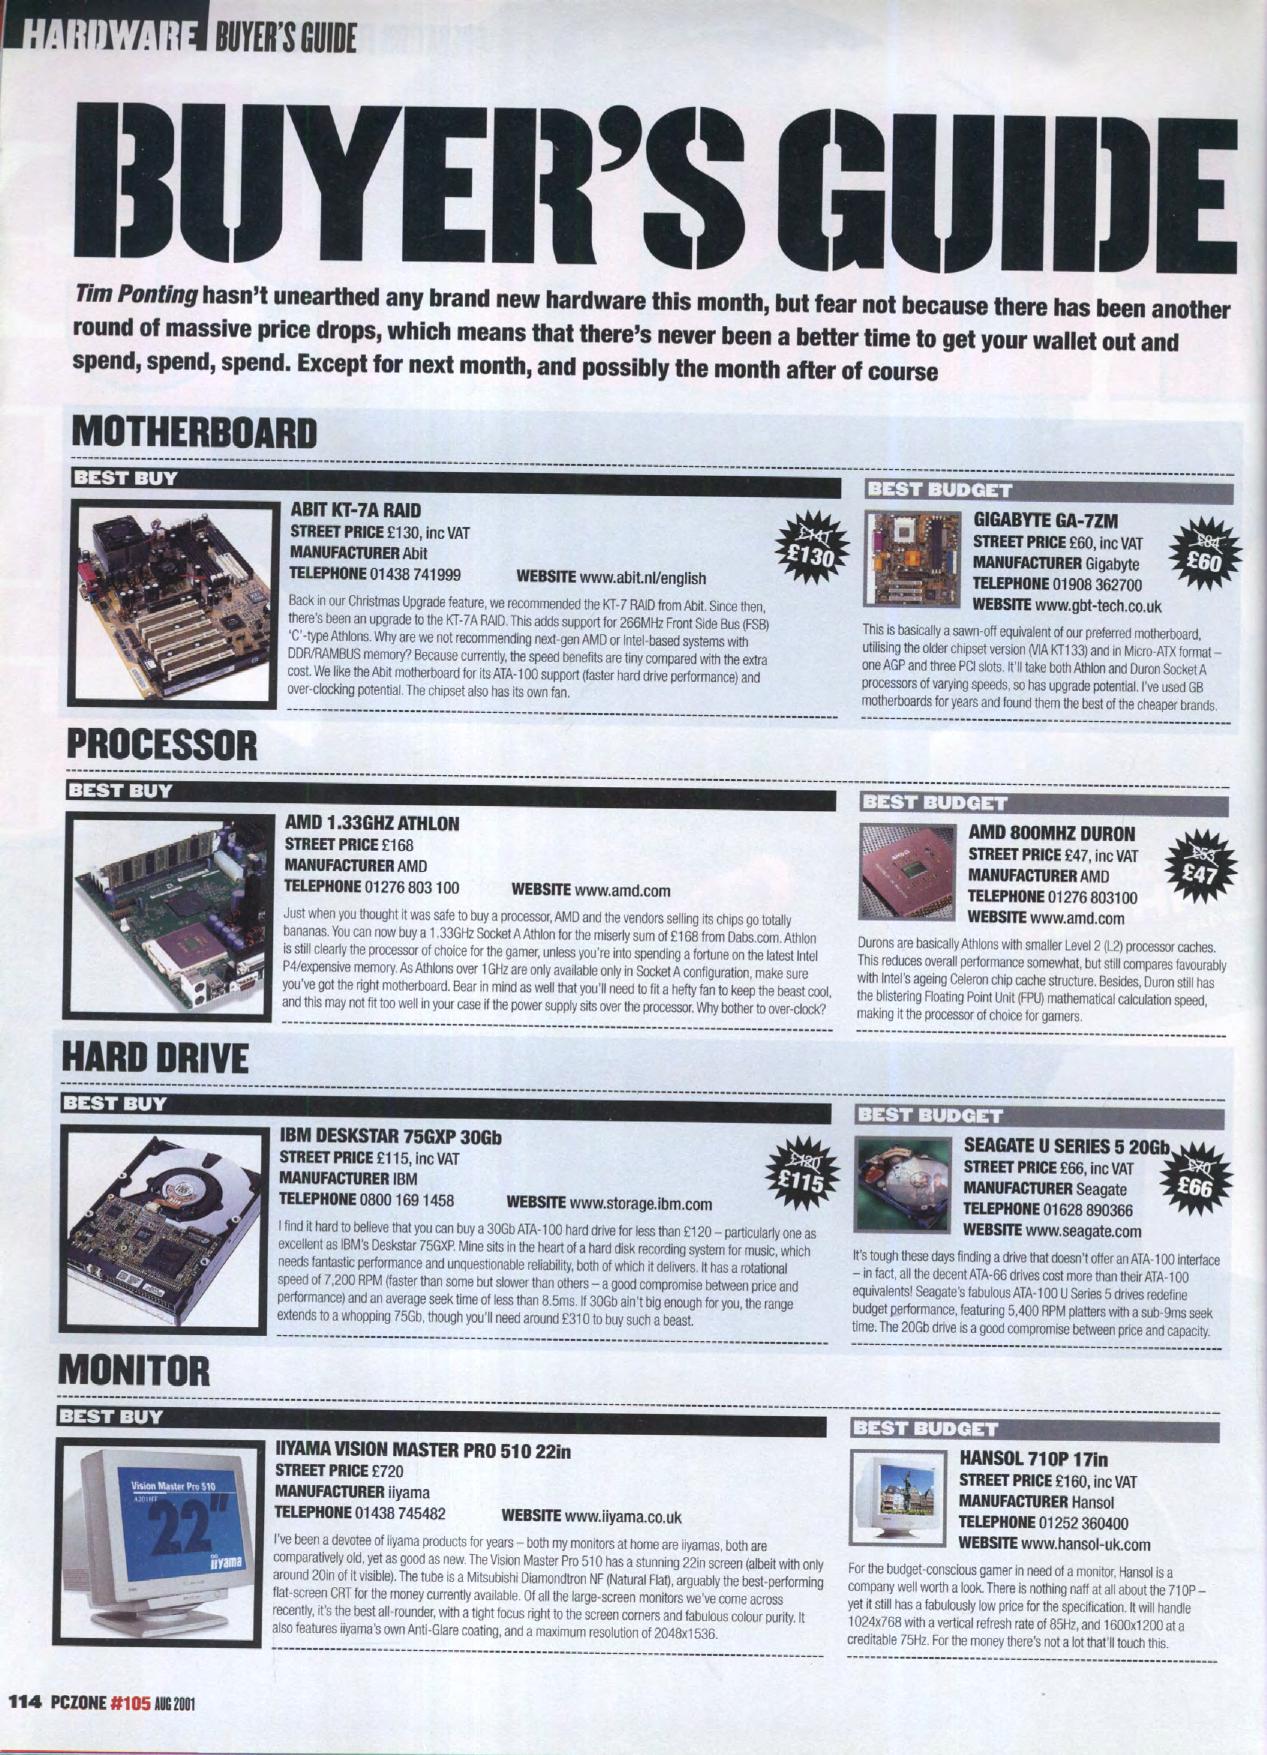 HARDWARE BUYER'S GUIDE
BUYER'S GUIDE
Tim Ponting hasn't unearthed any brand new hardware this month, but fear not because there has been another
round of massive price drops, which means that there's never been a better time to get your wallet out and
spend, spend, spend. Except for next month, and possibly the month after of course
MOTHERBOARD
BEST BUY
ABIT KT-7A RAID
STREET PRICE £130, inc VAT
MANUFACTURER Abit
TELEPHONE 01438 741999 WEBSITE www.abit.nl/english
£141
£130
Back in our Christmas Upgrade feature, we recommended the KT-7 RAID from Abit. Since then,
there's been an upgrade to the KT-7A RAID. This adds support for 266MHz Front Side Bus (FSB)
'C'-type Athlons. Why are we not recommending next-gen AMD or Intel-based systems with
DDR/RAMBUS memory? Because currently, the speed benefits are tiny compared with the extra
cost. We like the Abit motherboard for its ATA-100 support (faster hard drive performance) and
over-clocking potential. The chipset also has its own fan.
BEST BUDGET
GIGABYTE GA-7ZM
STREET PRICE £60, inc VAT
MANUFACTURER Gigabyte
TELEPHONE 01908 362700
WEBSITE www.gbt-tech.co.uk
£84
£60
This is basically a sawn-off equivalent of our preferred motherboard,
utilising the older chipset version (VIA KT133) and in Micro-ATX format –
one AGP and three PCI slots. It'll take both Athlon and Duron Socket A
processors of varying speeds, so has upgrade potential. I've used GB
motherboards for years and found them the best of the cheaper brands.
PROCESSOR
BEST BUY
AMD 1.33GHZ ATHLON
STREET PRICE £168
MANUFACTURER AMD
TELEPHONE 01276 803 100 WEBSITE www.amd.com
Just when you thought it was safe to buy a processor, AMD and the vendors selling its chips go totally
bananas. You can now buy a 1.33GHz Socket A Athlon for the miserly sum of £168 from Dabs.com. Athlon
is still clearly the processor of choice for the gamer, unless you're into spending a fortune on the latest Intel
P4/expensive memory. As Athlons over 1GHz are only available only in Socket A configuration, make sure
you've got the right motherboard. Bear in mind as well that you'll need to fit a hefty fan to keep the beast cool,
and this may not fit too well in your case if the power supply sits over the processor. Why bother to over-clock?
BEST BUDGET
AMD 800MHZ DURON
STREET PRICE £47, inc VAT
MANUFACTURER AMD
TELEPHONE 01276 803100
WEBSITE www.amd.com
£53
£47
Durons are basically Athlons with smaller Level 2 (L2) processor caches.
This reduces overall performance somewhat, but still compares favourably
with Intel's ageing Celeron chip cache structure. Besides, Duron still has
the blistering Floating Point Unit (FPU) mathematical calculation speed,
making it the processor of choice for gamers.
HARD DRIVE
BEST BUY
IBM DESKSTAR 75GXP 30Gb
STREET PRICE £115, inc VAT
MANUFACTURER IBM
TELEPHONE 0800 169 1458 WEBSITE www.storage.ibm.com
£120
£115
I find it hard to believe that you can buy a 30Gb ATA-100 hard drive for less than £120 – particularly one as
excellent as IBM's Deskstar 75GXP. Mine sits in the heart of a hard disk recording system for music, which
needs fantastic performance and unquestionable reliability, both of which it delivers. It has a rotational
speed of 7,200 RPM (faster than some but slower than others – a good compromise between price and
performance) and an average seek time of less than 8.5ms. If 30Gb ain't big enough for you, the range
extends to a whopping 75Gb, though you'll need around £310 to buy such a beast.
BEST BUDGET
SEAGATE U SERIES 5 20Gb
STREET PRICE £66, inc VAT
MANUFACTURER Seagate
TELEPHONE 01628 890366
WEBSITE www.seagate.com
£70
£66
It's tough these days finding a drive that doesn't offer an ATA-100 interface
– in fact, all the decent ATA-66 drives cost more than their ATA-100
equivalents! Seagate's fabulous ATA-100 U Series 5 drives redefine
budget performance, featuring 5,400 RPM platters with a sub-9ms seek
time. The 20Gb drive is a good compromise between price and capacity.
MONITOR
BEST BUY
Vision Master Pro 510
A201HT
22"
iiyama
IIYAMA VISION MASTER PRO 510 22in
STREET PRICE £720
MANUFACTURER iiyama
TELEPHONE 01438 745482 WEBSITE www.iiyama.co.uk
I've been a devotee of iiyama products for years – both my monitors at home are iiyamas, both are
comparatively old, yet as good as new. The Vision Master Pro 510 has a stunning 22in screen (albeit with only
around 20in of it visible). The tube is a Mitsubishi Diamondtron NF (Natural Flat), arguably the best-performing
flat-screen CRT for the money currently available. Of all the large-screen monitors we've come across
recently, it's the best all-rounder, with a tight focus right to the screen corners and fabulous colour purity. It
also features iiyama's own Anti-Glare coating, and a maximum resolution of 2048x1536.
BEST BUDGET
HANSOL 710P 17in
STREET PRICE £160, inc VAT
MANUFACTURER Hansol
TELEPHONE 01252 360400
WEBSITE www.hansol-uk.com
For the budget-conscious gamer in need of a monitor, Hansol is a
company well worth a look. There is nothing naff at all about the 710P –
yet it still has a fabulously low price for the specification. It will handle
1024x768 with a vertical refresh rate of 85Hz, and 1600x1200 at a
creditable 75Hz. For the money there's not a lot that'll touch this.
114 PCZONE #105 AUG 2001